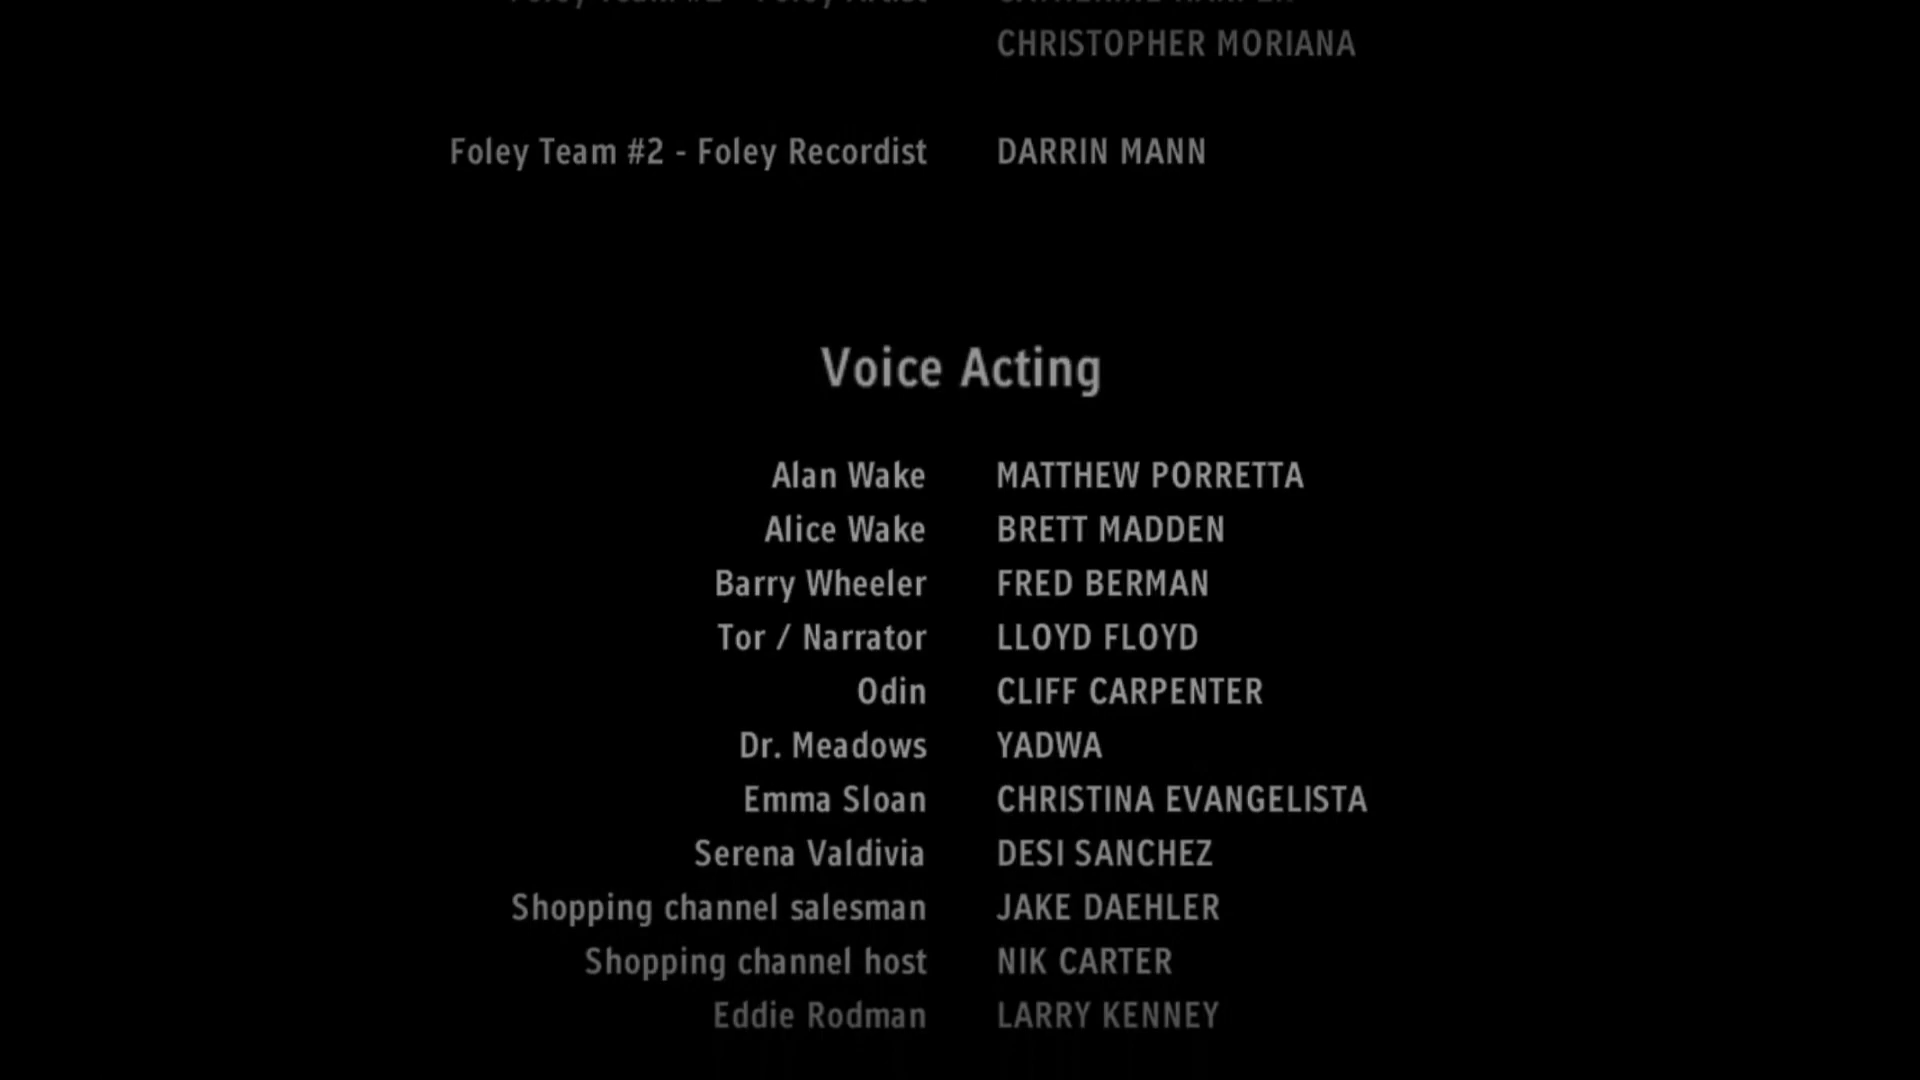 CHRISTOPHER MORIANA
Foley Team #2 - Foley Recordist DARRIN MANN
Voice Acting
Alan Wake MATTHEW PORRETTA
Alice Wake BRETT MADDEN
Barry Wheeler FRED BERMAN
Tor / Narrator LLOYD FLOYD
Odin CLIFF CARPENTER
Dr. Meadows YADWA
Emma Sloan CHRISTINA EVANGELISTA
Serena Valdivia DESI SANCHEZ
Shopping channel salesman JAKE DAEHLER
Shopping channel host NIK CARTER
Eddie Rodman LARRY KENNEY